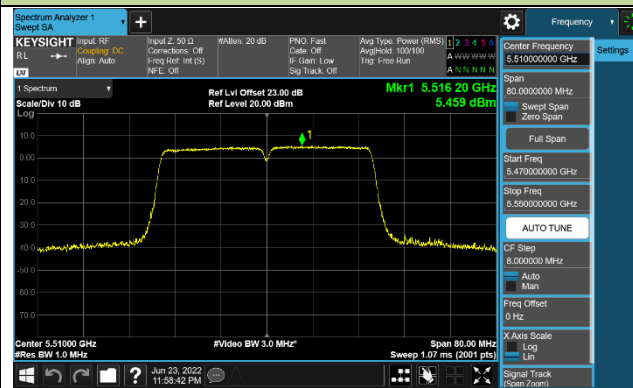 Spectrum Analyzer 1
Swept SA
+
Frequency
KEYSIGHT
RL
LXI
Input: RF
Coupling: DC
Align: Auto
Input Z: 50 Ω
Corrections: Off
Freq Ref: Int (S)
NFE: Off
#Atten: 20 dB
PNO: Fast
Gate: Off
IF Gain: Low
Sig Track: Off
Avg Type: Power (RMS)
Avg|Hold: 100/100
Trig: Free Run
1 2 3 4 5 6
A W W W W W
A N N N N N
1 Spectrum
Scale/Div 10 dB
Log
Ref Lvl Offset 23.00 dB
Ref Level 20.00 dBm
Mkr1 5.516 20 GHz
5.459 dBm
1
10.0
0.00
10.0
20.0
30.0
40.0
-50.0
60.0
70.0
Center 5.51000 GHz
#Res BW 1.0 MHz
#Video BW 3.0 MHz*
Span 80.00 MHz
Sweep 1.07 ms (2001 pts)
Center Frequency
5.510000000 GHz
Settings
Span
80.0000000 MHz
Swept Span
Zero Span
Full Span
Start Freq
5.470000000 GHz
Stop Freq
5.550000000 GHz
AUTO TUNE
CF Step
8.000000 MHz
Auto
Man
Freq Offset
0 Hz
X Axis Scale
Log
Lin
Signal Track
(Span Zoom)
?
Jun 23, 2022
11:58:42 PM